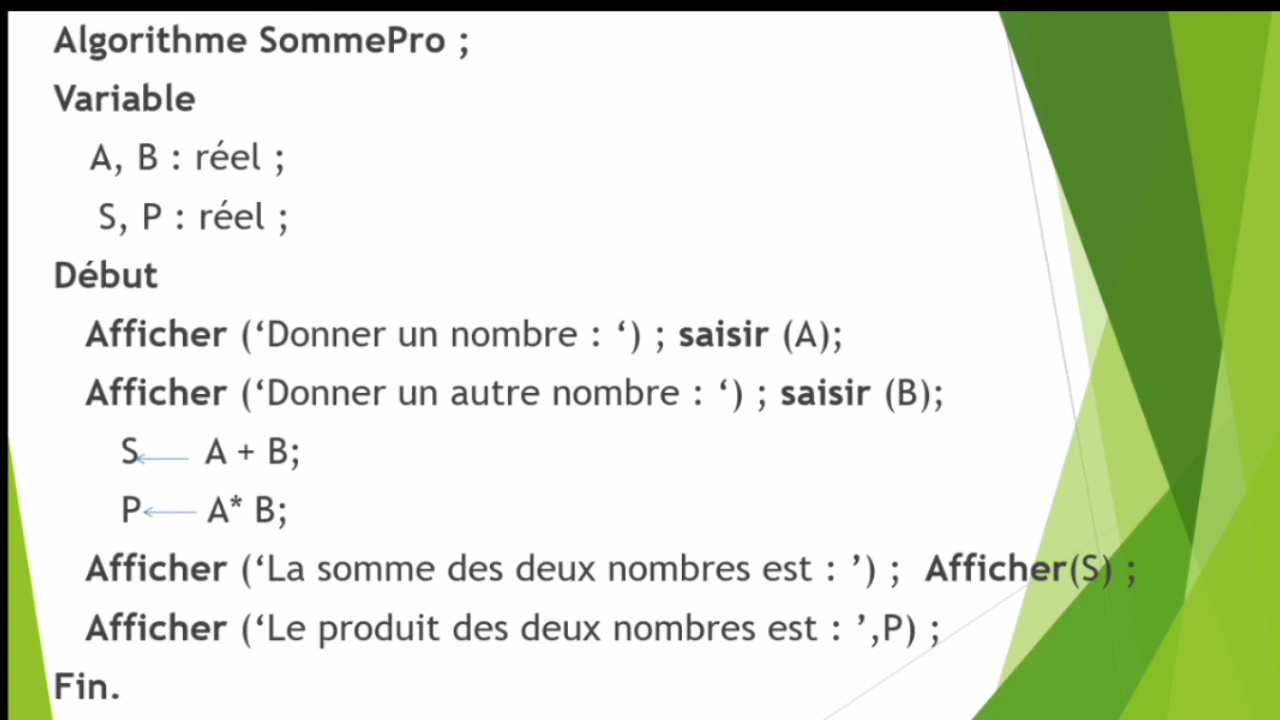 Algorithme SommePro ;
Variable
A, B : réel ;
S, P : réel ;
Début
Afficher (‘Donner un nombre : ‘) ; saisir (A);
Afficher (‘Donner un autre nombre : ‘) ; saisir (B);
S ← A + B;
P ← A* B;
Afficher (‘La somme des deux nombres est : ’) ; Afficher(S) ;
Afficher (‘Le produit des deux nombres est : ’,P) ;
Fin.